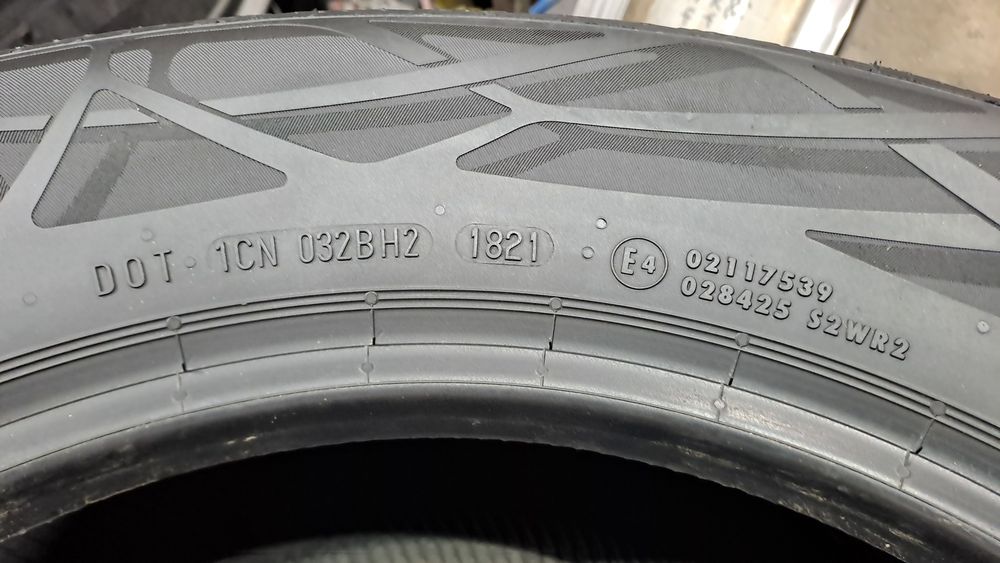 DOT 1CN 032BH2 1821
E4 02117539
028425 S2WR2